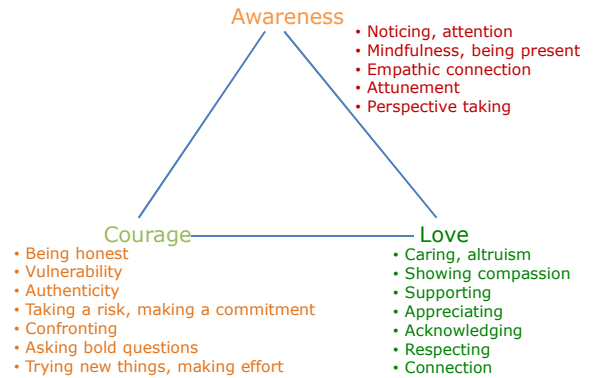 Awareness
• Noticing, attention
• Mindfulness, being present
• Empathic connection
• Attunement
• Perspective taking
Courage
• Being honest
• Vulnerability
• Authenticity
• Taking a risk, making a commitment
• Confronting
• Asking bold questions
• Trying new things, making effort
Love
• Caring, altruism
• Showing compassion
• Supporting
• Appreciating
• Acknowledging
• Respecting
• Connection